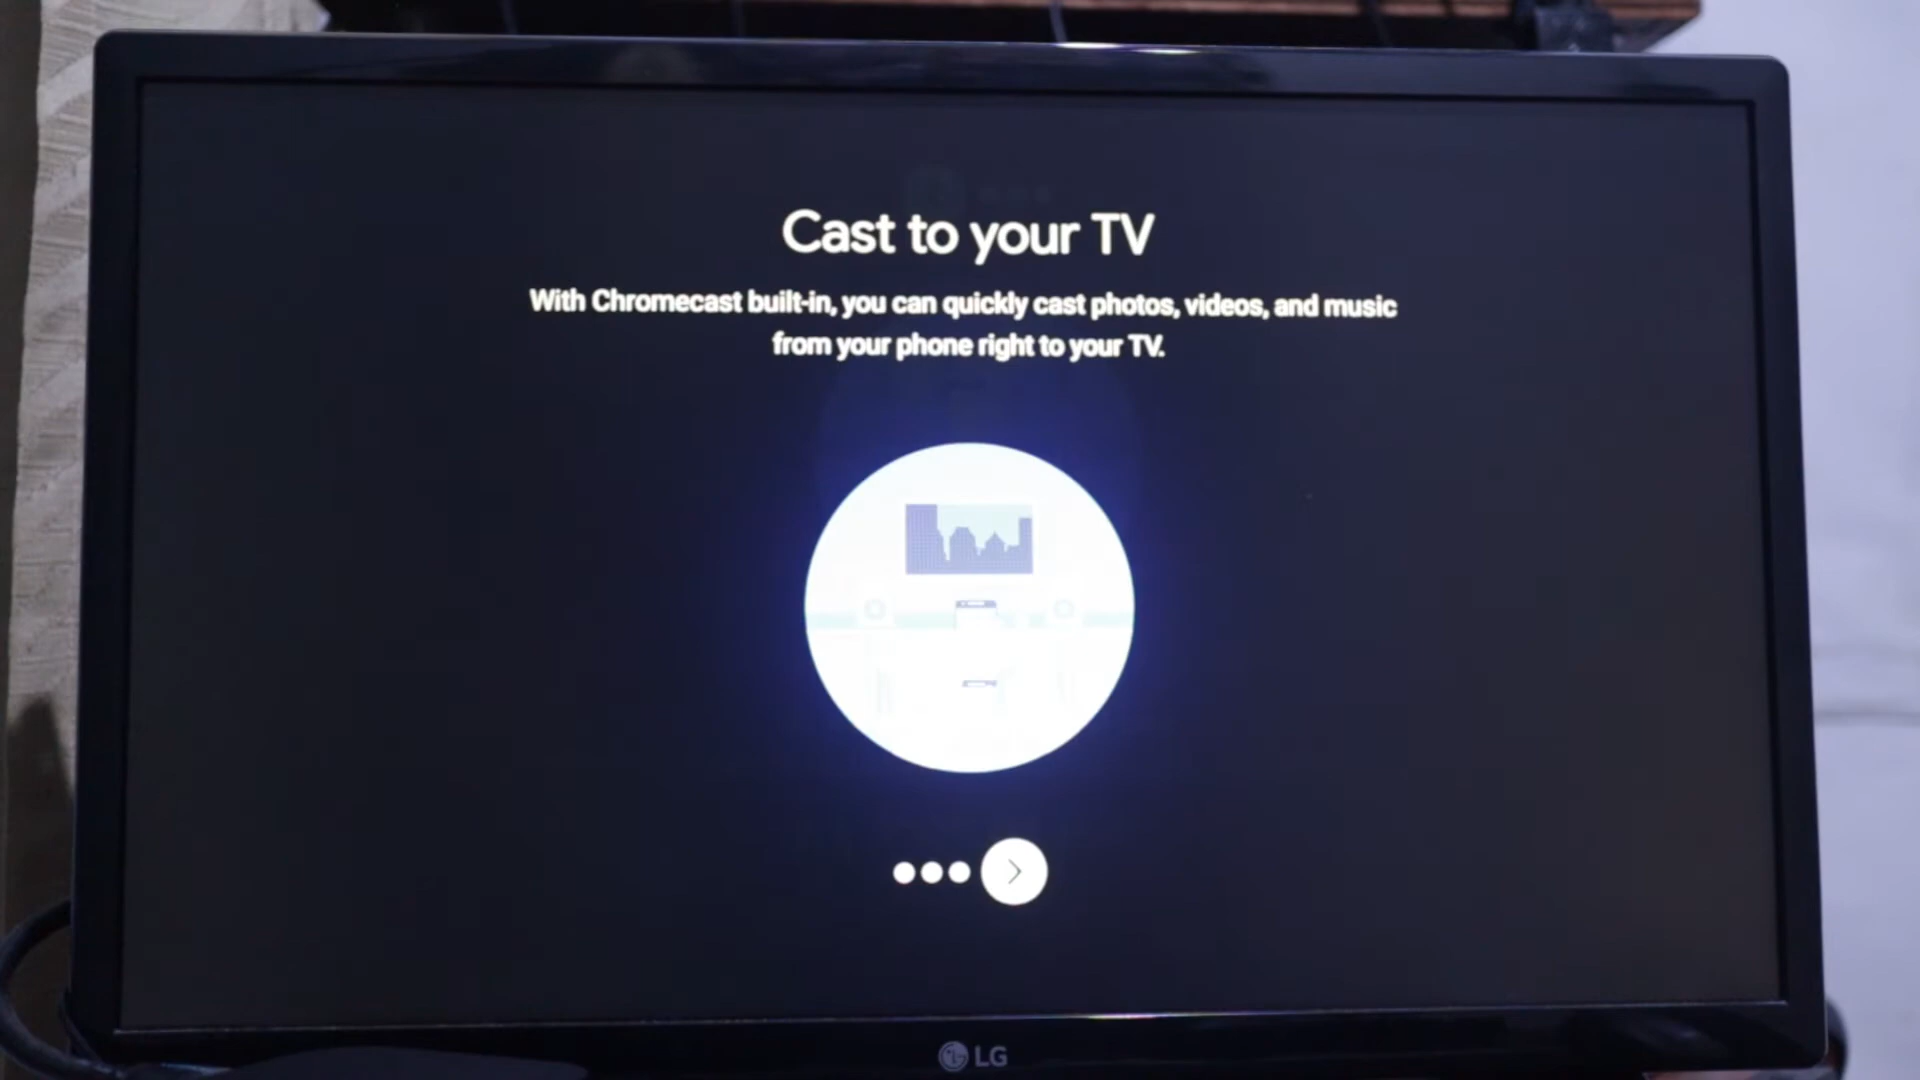 Cast to your TV
With Chromecast built-in, you can quickly cast photos, videos, and music
from your phone right to your TV.
LG